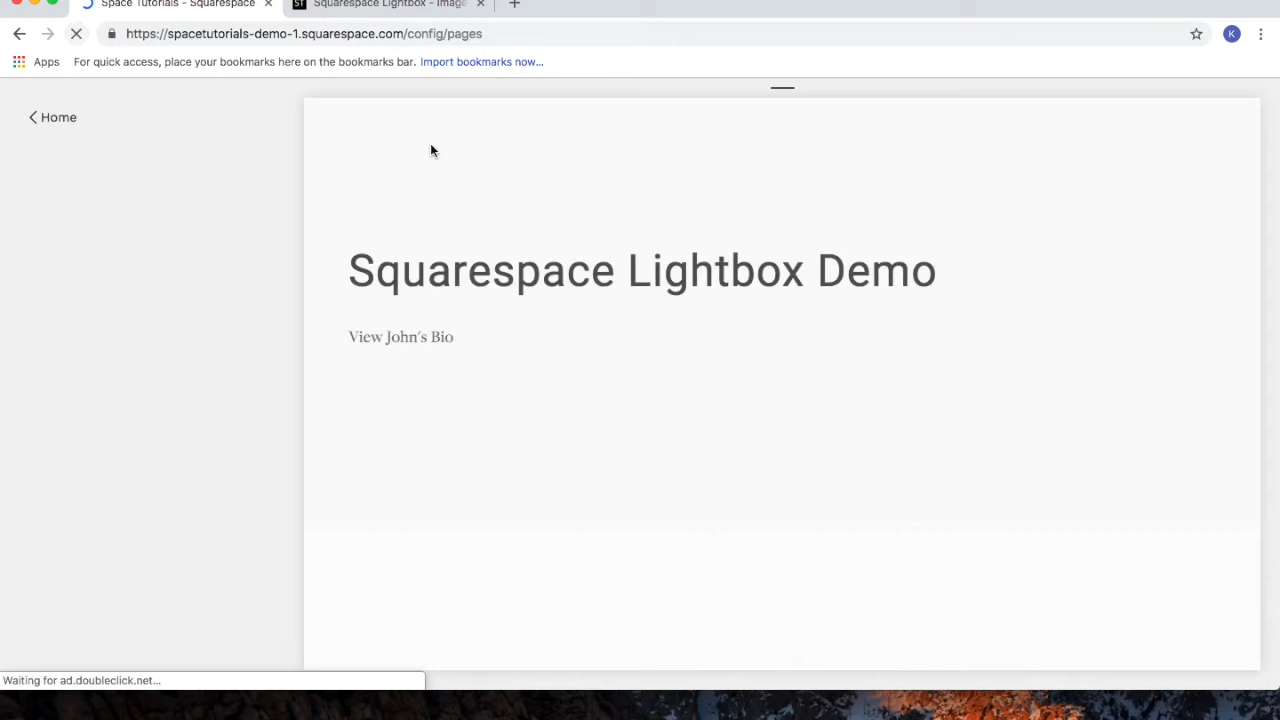 Space Tutorials - Squarespace
Squarespace Lightbox - Image
https://spacetutorials-demo-1.squarespace.com/config/pages
K
Apps
For quick access, place your bookmarks here on the bookmarks bar. Import bookmarks now...
Home
Squarespace Lightbox Demo
View John's Bio
Waiting for ad.doubleclick.net...